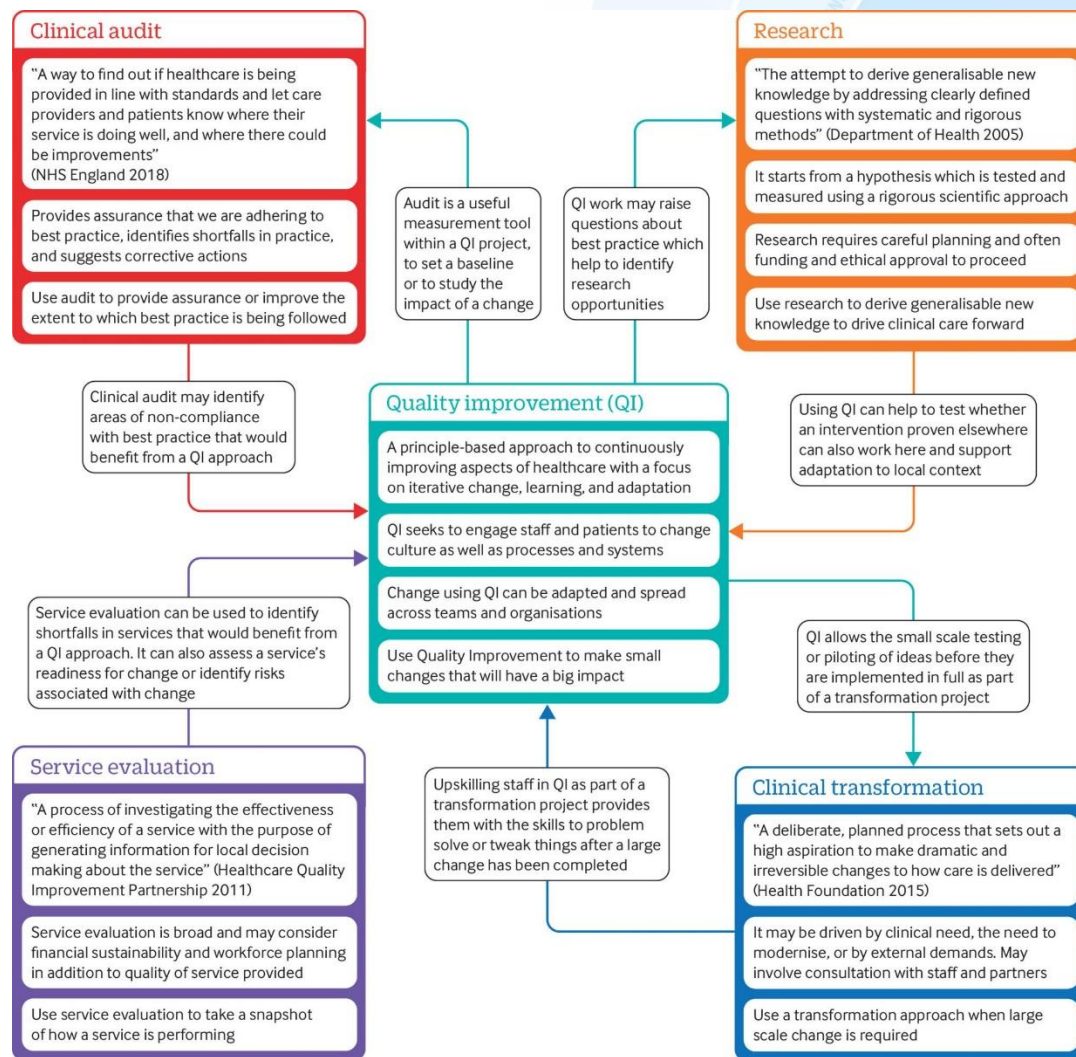 Clinical audit
“A way to find out if healthcare is being
provided in line with standards and let care
providers and patients know where their
service is doing well, and where there could
be improvements”
(NHS England 2018)
Provides assurance that we are adhering to
best practice, identifies shortfalls in practice,
and suggests corrective actions
Use audit to provide assurance or improve the
extent to which best practice is being followed
Audit is a useful
measurement tool
within a QI project,
to set a baseline
or to study the
impact of a change
QI work may raise
questions about
best practice which
help to identify
research
opportunities
Research
“The attempt to derive generalisable new
knowledge by addressing clearly defined
questions with systematic and rigorous
methods” (Department of Health 2005)
It starts from a hypothesis which is tested and
measured using a rigorous scientific approach
Research requires careful planning and often
funding and ethical approval to proceed
Use research to derive generalisable new
knowledge to drive clinical care forward
Clinical audit may identify
areas of non-compliance
with best practice that would
benefit from a QI approach
Quality improvement (QI)
A principle-based approach to continuously
improving aspects of healthcare with a focus
on iterative change, learning, and adaptation
QI seeks to engage staff and patients to change
culture as well as processes and systems
Change using QI can be adapted and spread
across teams and organisations
Use Quality Improvement to make small
changes that will have a big impact
Using QI can help to test whether
an intervention proven elsewhere
can also work here and support
adaptation to local context
Service evaluation can be used to identify
shortfalls in services that would benefit from
a QI approach. It can also assess a service’s
readiness for change or identify risks
associated with change
QI allows the small scale testing
or piloting of ideas before they
are implemented in full as part
of a transformation project
Service evaluation
“A process of investigating the effectiveness
or efficiency of a service with the purpose of
generating information for local decision
making about the service” (Healthcare Quality
Improvement Partnership 2011)
Service evaluation is broad and may consider
financial sustainability and workforce planning
in addition to quality of service provided
Use service evaluation to take a snapshot
of how a service is performing
Upskilling staff in QI as part of a
transformation project provides
them with the skills to problem
solve or tweak things after a large
change has been completed
Clinical transformation
“A deliberate, planned process that sets out a
high aspiration to make dramatic and
irreversible changes to how care is delivered”
(Health Foundation 2015)
It may be driven by clinical need, the need to
modernise, or by external demands. May
involve consultation with staff and partners
Use a transformation approach when large
scale change is required